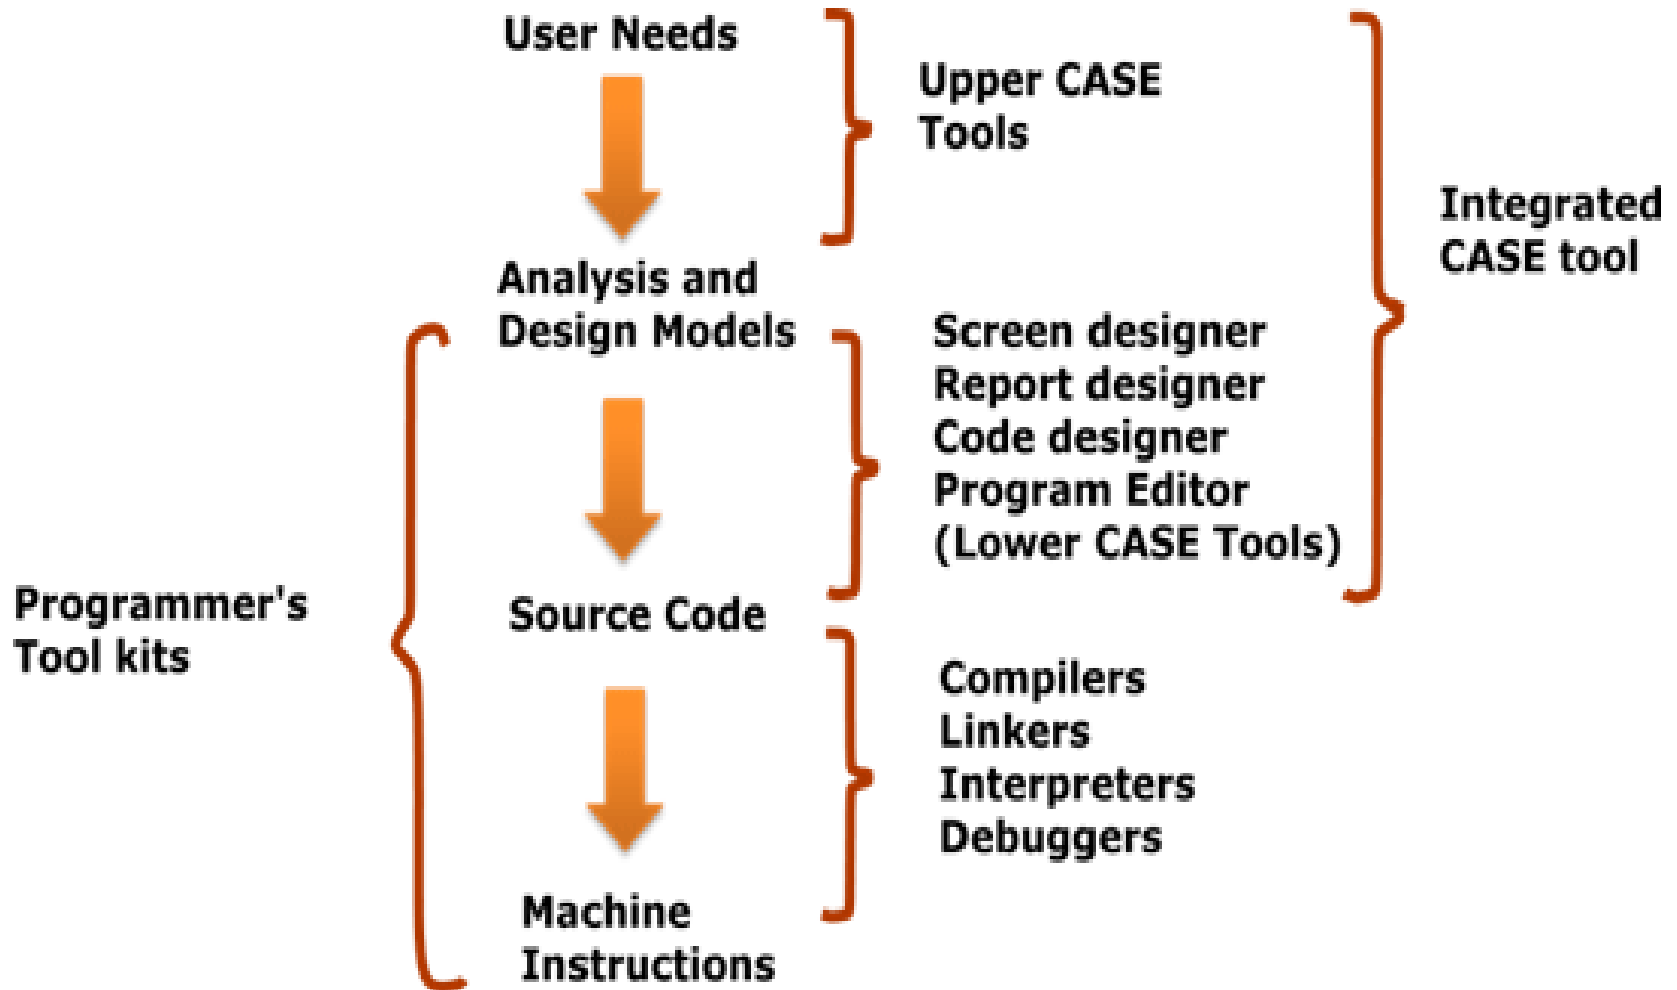 User Needs
Upper CASE
Tools
Integrated
CASE tool
Analysis and
Design Models
Screen designer
Report designer
Code designer
Program Editor
(Lower CASE Tools)
Programmer's
Tool kits
Source Code
Compilers
Linkers
Interpreters
Debuggers
Machine
Instructions